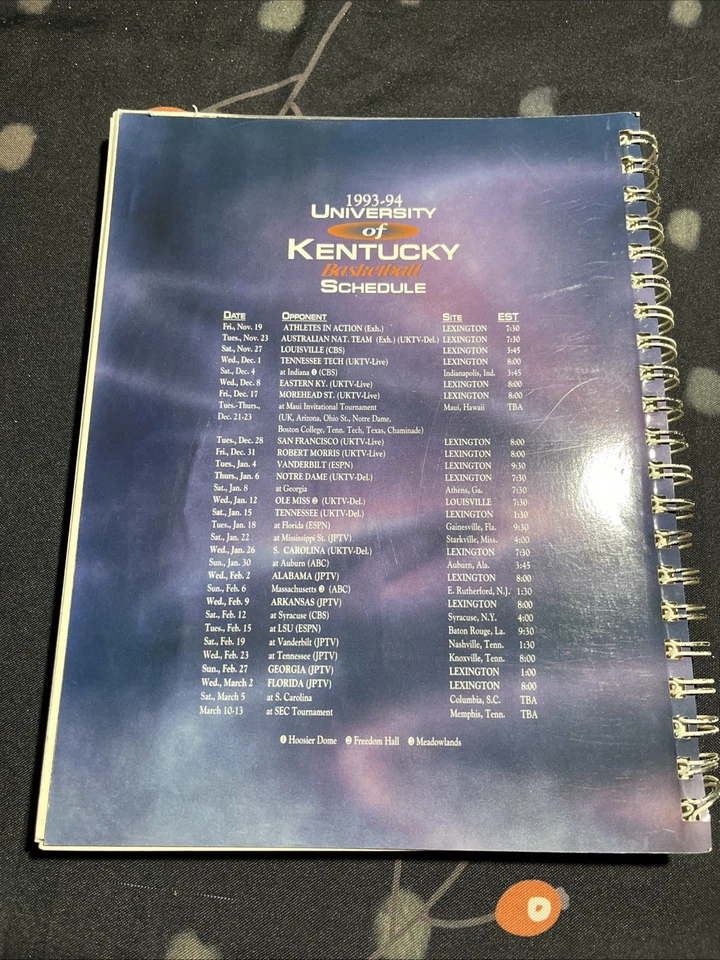 1993-94
UNIVERSITY
of
KENTUCKY
Basketball
SCHEDULE
DATE OPPONENT SITE EST
Fri., Nov. 19 ATHLETES IN ACTION (Exh.) LEXINGTON 7:30
Tues., Nov. 23 AUSTRALIAN NAT. TEAM (Exh.) (UKTV-Del.) LEXINGTON 7:30
Sat., Nov. 27 LOUISVILLE (CBS) LEXINGTON 3:45
Wed., Dec. 1 TENNESSEE TECH (UKTV-Live) LEXINGTON 8:00
Sat., Dec. 4 at Indiana ❶ (CBS) Indianapolis, Ind. 3:45
Wed., Dec. 8 EASTERN KY. (UKTV-Live) LEXINGTON 8:00
Fri., Dec. 17 MOREHEAD ST. (UKTV-Live) LEXINGTON 8:00
Tues.-Thurs., at Maui Invitational Tournament Maui, Hawaii TBA
Dec. 21-23 (UK, Arizona, Ohio St., Notre Dame,
Boston College, Tenn. Tech, Texas, Chaminade)
Tues., Dec. 28 SAN FRANCISCO (UKTV-Live) LEXINGTON 8:00
Fri., Dec. 31 ROBERT MORRIS (UKTV-Live) LEXINGTON 8:00
Tues., Jan. 4 VANDERBILT (ESPN) LEXINGTON 9:30
Thurs., Jan. 6 NOTRE DAME (UKTV-Del.) LEXINGTON 7:30
Sat., Jan. 8 at Georgia Athens, Ga. 7:30
Wed., Jan. 12 OLE MISS ❷ (UKTV-Del.) LOUISVILLE 7:30
Sat., Jan. 15 TENNESSEE (UKTV-Del.) LEXINGTON 1:30
Tues., Jan. 18 at Florida (ESPN) Gainesville, Fla. 9:30
Sat., Jan. 22 at Mississippi St. (JPTV) Starkville, Miss. 4:00
Wed., Jan. 26 S. CAROLINA (UKTV-Del.) LEXINGTON 7:30
Sun., Jan. 30 at Auburn (ABC) Auburn, Ala. 3:45
Wed., Feb. 2 ALABAMA (JPTV) LEXINGTON 8:00
Sun., Feb. 6 Massachusetts ❸ (ABC) E. Rutherford, N.J. 1:30
Wed., Feb. 9 ARKANSAS (JPTV) LEXINGTON 8:00
Sat., Feb. 12 at Syracuse (CBS) Syracuse, N.Y. 4:00
Tues., Feb. 15 at LSU (ESPN) Baton Rouge, La. 9:30
Sat., Feb. 19 at Vanderbilt (JPTV) Nashville, Tenn. 1:30
Wed., Feb. 23 at Tennessee (JPTV) Knoxville, Tenn. 8:00
Sun., Feb. 27 GEORGIA (JPTV) LEXINGTON 1:00
Wed., March 2 FLORIDA (JPTV) LEXINGTON 8:00
Sat., March 5 at S. Carolina Columbia, S.C. TBA
March 10-13 at SEC Tournament Memphis, Tenn. TBA
❶ Hoosier Dome ❷ Freedom Hall ❸ Meadowlands